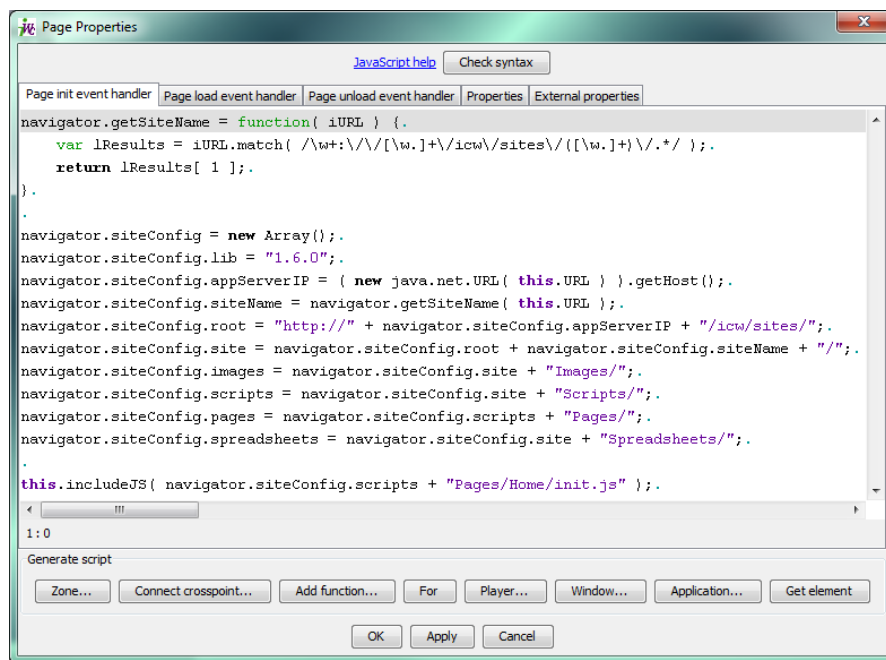 Page Properties
JavaScript help Check syntax
Page init event handler Page load event handler Page unload event handler Properties External properties
navigator.getSiteName = function( iURL ) {.
    var lResults = iURL.match( /\w+:\/\/[\w.]+\/icw\/sites\/([\w.]+)\/.*/ );.
    return lResults[ 1 ];.
}.
.
navigator.siteConfig = new Array();.
navigator.siteConfig.lib = "1.6.0";.
navigator.siteConfig.appServerIP = ( new java.net.URL( this.URL ) ).getHost();.
navigator.siteConfig.siteName = navigator.getSiteName( this.URL );.
navigator.siteConfig.root = "http://" + navigator.siteConfig.appServerIP + "/icw/sites/";.
navigator.siteConfig.site = navigator.siteConfig.root + navigator.siteConfig.siteName + "/";.
navigator.siteConfig.images = navigator.siteConfig.site + "Images/";.
navigator.siteConfig.scripts = navigator.siteConfig.site + "Scripts/";.
navigator.siteConfig.pages = navigator.siteConfig.scripts + "Pages/";.
navigator.siteConfig.spreadsheets = navigator.siteConfig.site + "Spreadsheets/";.
.
this.includeJS( navigator.siteConfig.scripts + "Pages/Home/init.js" );.
1:0
Generate script
Zone... Connect crosspoint... Add function... For Player... Window... Application... Get element
OK Apply Cancel